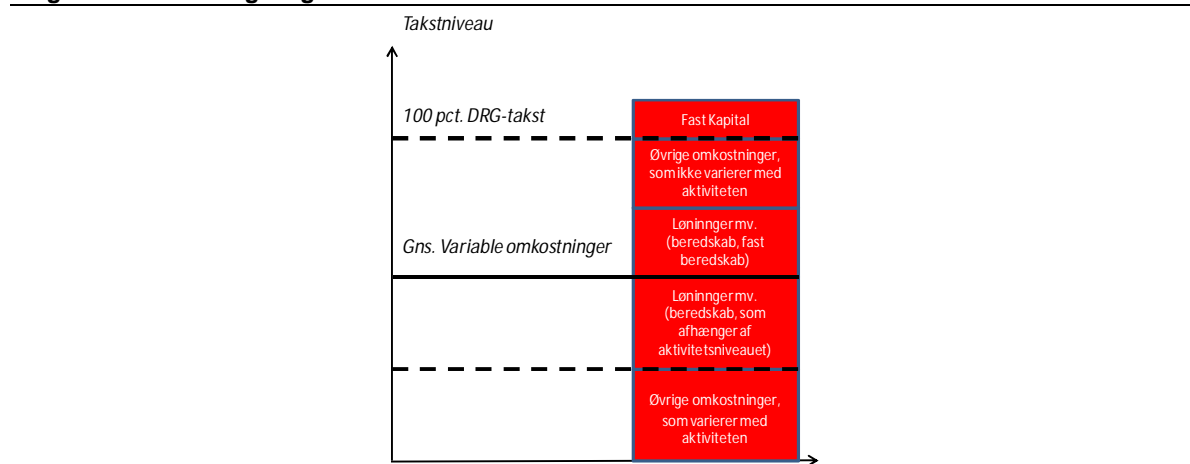 Takstniveau
100 pct. DRG-takst
Fast Kapital
Øvrige omkostninger,
som ikke varierer med
aktiviteten
Gns. Variable omkostninger
Løninnger mv.
(beredskab, fast
beredskab)
Løninnger mv.
(beredskab, som
afhænger af
aktivitetsniveauet)
Øvrige omkostninger,
som varierer med
aktiviteten